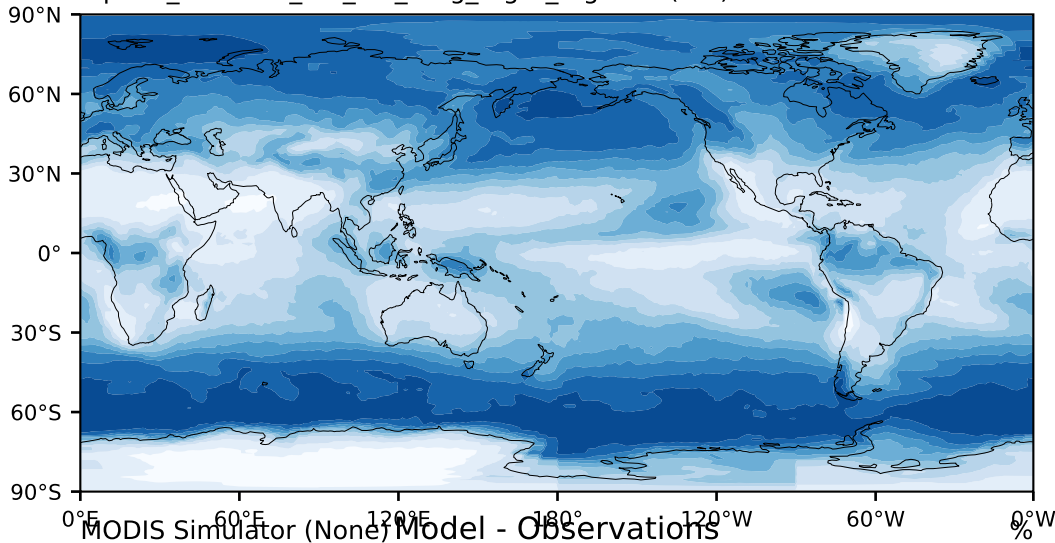 90°N
60°N
30°N
0°
30°S
60°S
90°S
0°E 60°E 120°E 180° 120°W 60°W 0°W
MODIS Simulator (None) Model - Observations %